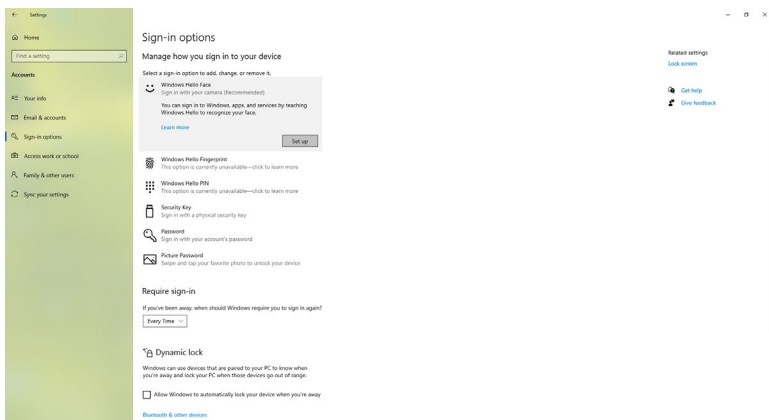 Settings
Home
Find a setting
Accounts
Your info
Email & accounts
Sign-in options
Access work or school
Family & other users
Sync your settings
Sign-in options
Manage how you sign in to your device
Select a sign-in option to add, change, or remove it.
Windows Hello Face
Sign in with your camera (Recommended)
You can sign in to Windows, apps, and services by teaching
Windows Hello to recognize your face.
Learn more
Set up
Windows Hello Fingerprint
This option is currently unavailable—click to learn more
Windows Hello PIN
This option is currently unavailable—click to learn more
Security Key
Sign in with a physical security key
Password
Sign in with your account's password
Picture Password
Swipe and tap your favorite photo to unlock your device
Require sign-in
If you've been away, when should Windows require you to sign in again?
Every Time
Dynamic lock
Windows can use devices that are paired to your PC to know when
you're away and lock your PC when those devices go out of range.
Allow Windows to automatically lock your device when you're away
Bluetooth & other devices
Related settings
Lock screen
Get help
Give feedback